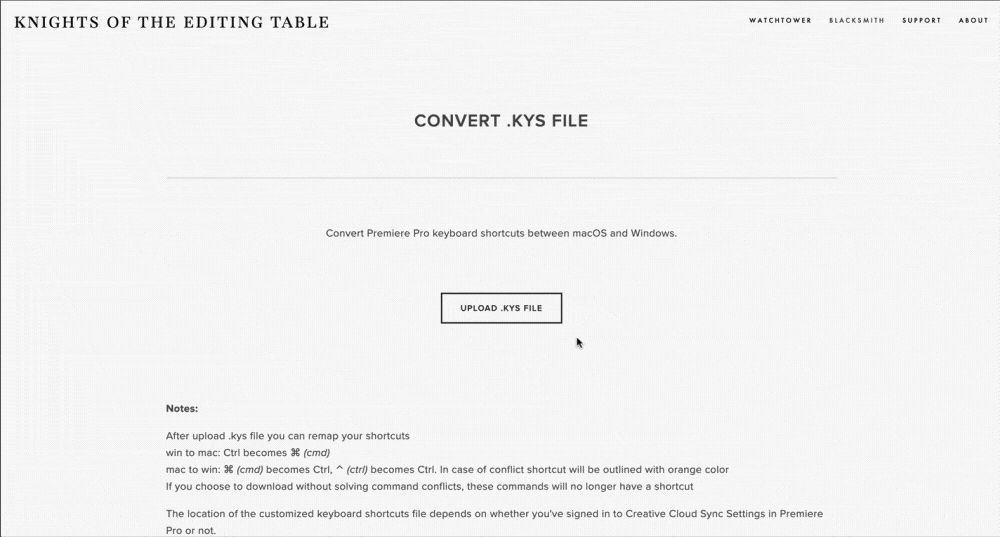 KNIGHTS OF THE EDITING TABLE
WATCHTOWER BLACKSMITH SUPPORT ABOUT
CONVERT .KYS FILE
Convert Premiere Pro keyboard shortcuts between macOS and Windows.
UPLOAD .KYS FILE
Notes:
After upload .kys file you can remap your shortcuts
win to mac: Ctrl becomes ⌘ (cmd)
mac to win: ⌘ (cmd) becomes Ctrl, ^ (ctrl) becomes Ctrl. In case of conflict shortcut will be outlined with orange color
If you choose to download without solving command conflicts, these commands will no longer have a shortcut
The location of the customized keyboard shortcuts file depends on whether you've signed in to Creative Cloud Sync Settings in Premiere
Pro or not.